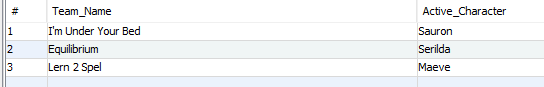 # Team_Name Active_Character
1 I'm Under Your Bed Sauron
2 Equilibrium Serilda
3 Lern 2 Spel Maeve